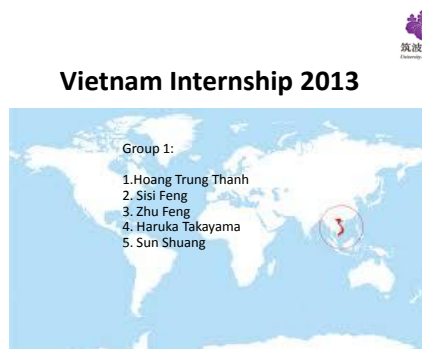 筑波
University
Vietnam Internship 2013
Group 1:
1.Hoang Trung Thanh
2. Sisi Feng
3. Zhu Feng
4. Haruka Takayama
5. Sun Shuang